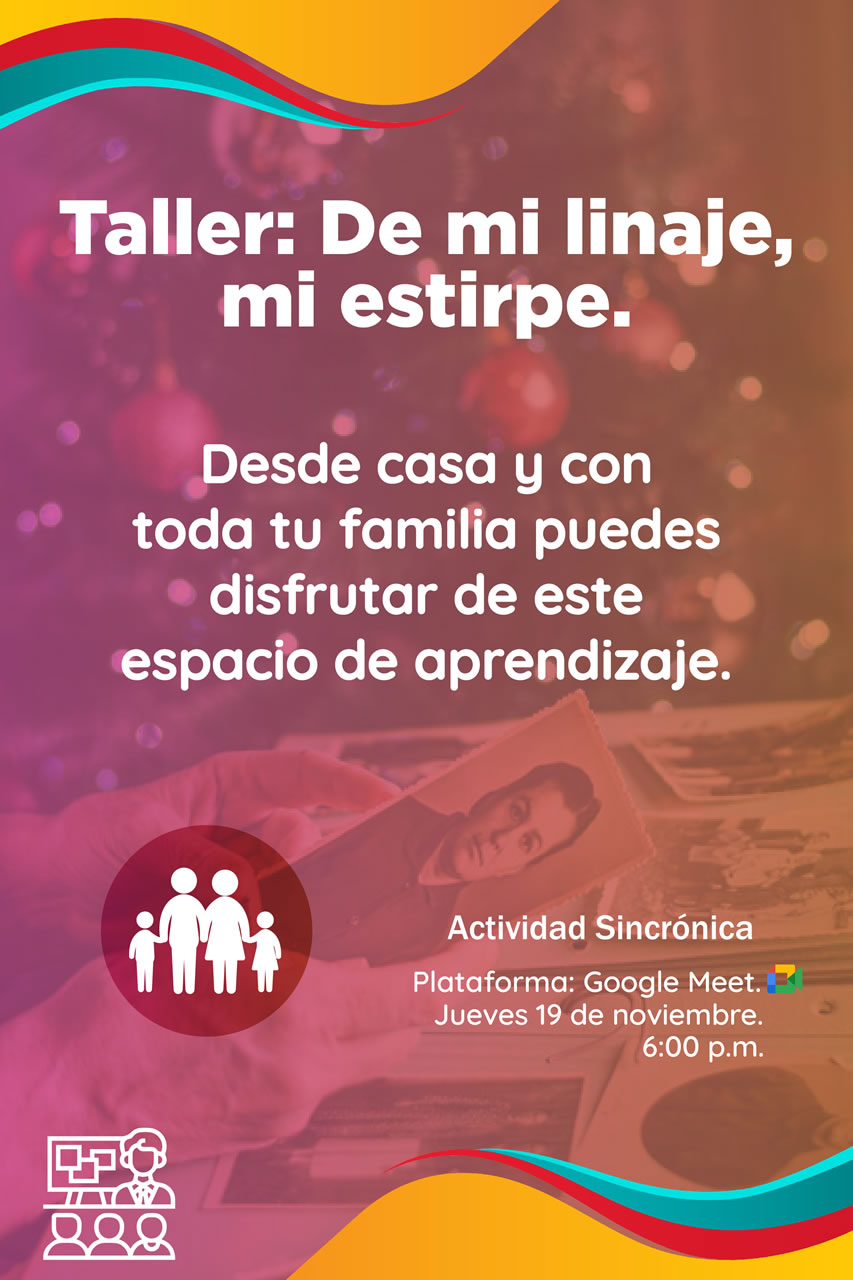 Taller: De mi linaje,
mi estirpe.
Desde casa y con
toda tu familia puedes
disfrutar de este
espacio de aprendizaje.
Actividad Sincrónica
Plataforma: Google Meet.
Jueves 19 de noviembre.
6:00 p.m.